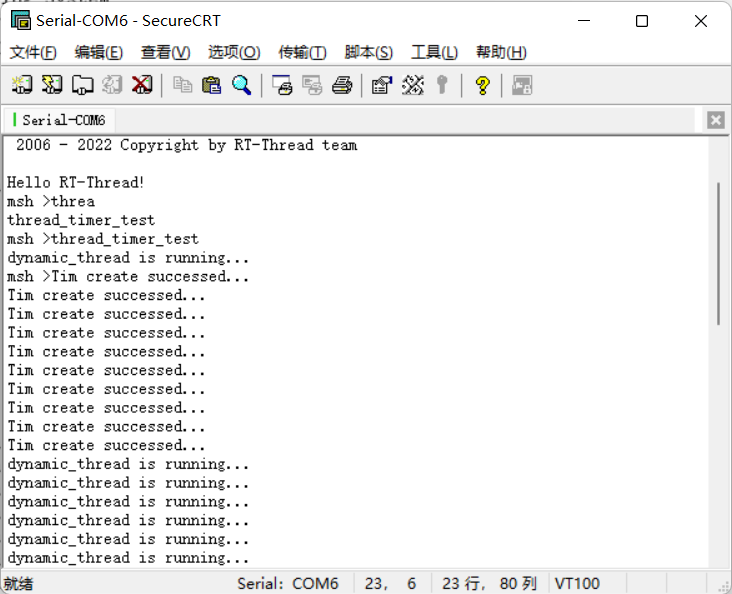 Serial-COM6 - SecureCRT
文件(F) 编辑(E) 查看(V) 选项(O) 传输(T) 脚本(S) 工具(L) 帮助(H)
Serial-COM6
2006 - 2022 Copyright by RT-Thread team
Hello RT-Thread!
msh >threa
thread_timer_test
msh >thread_timer_test
dynamic_thread is running...
msh >Tim create successed...
Tim create successed...
Tim create successed...
Tim create successed...
Tim create successed...
Tim create successed...
Tim create successed...
Tim create successed...
Tim create successed...
Tim create successed...
dynamic_thread is running...
dynamic_thread is running...
dynamic_thread is running...
dynamic_thread is running...
dynamic_thread is running...
dynamic_thread is running...
就绪 Serial: COM6 23, 6 23 行, 80 列 VT100